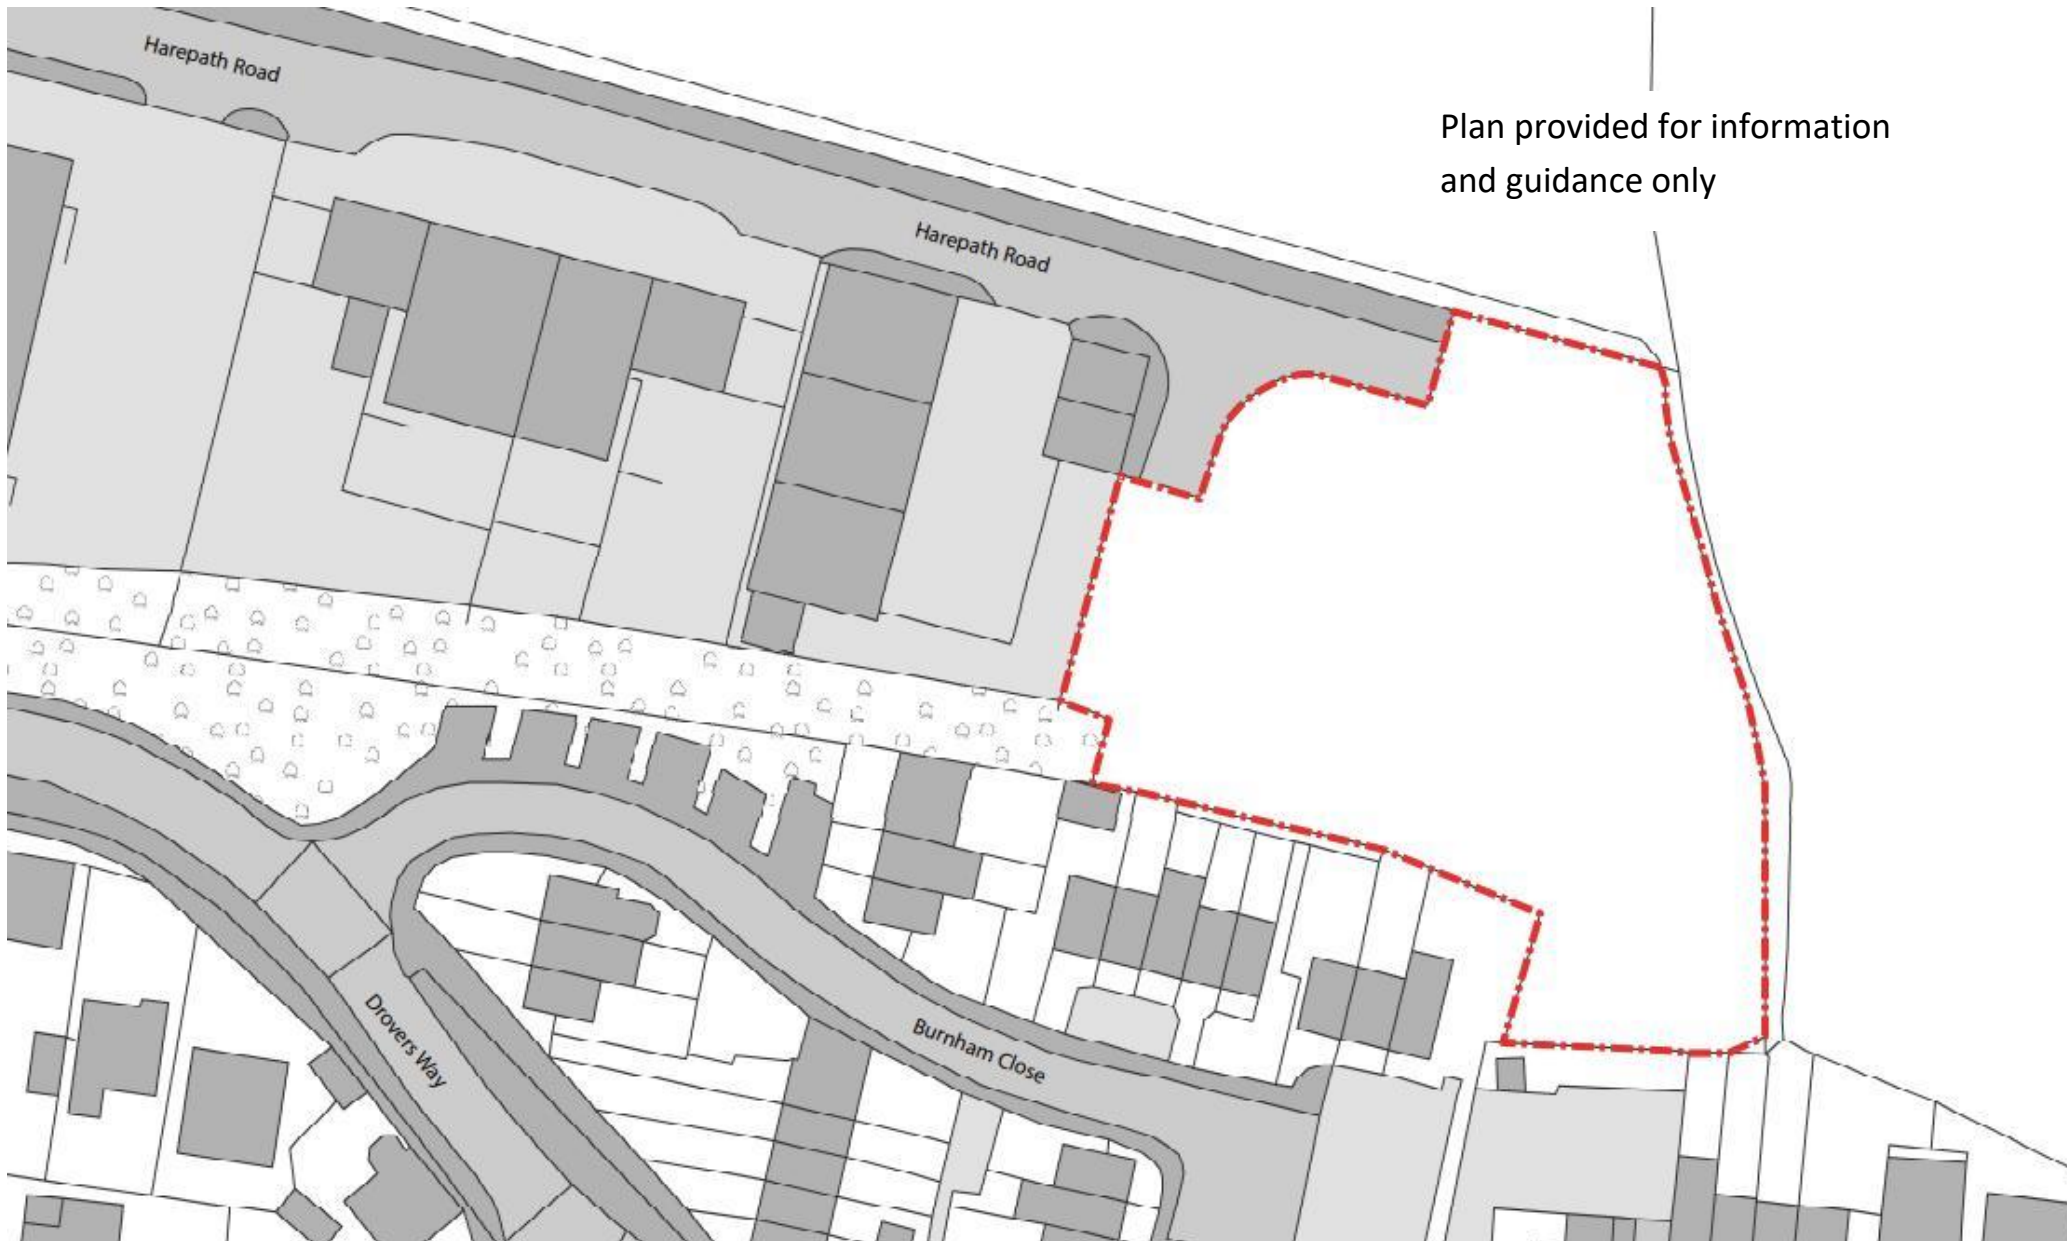 Harepath Road
Plan provided for information
and guidance only
Harepath Road
Drovers Way
Burnham Close